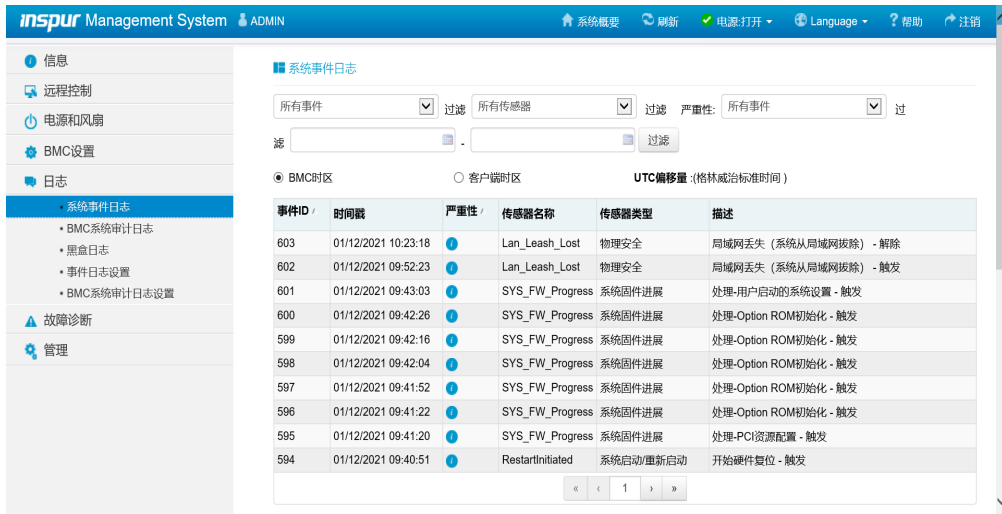 inspur Management System ADMIN 系统概要 刷新 电源:打开 Language ?帮助 注销
信息
远程控制
电源和风扇
BMC设置
日志
系统事件日志
BMC系统审计日志
黑盒日志
事件日志设置
BMC系统审计日志设置
故障诊断
管理
系统事件日志
所有事件 过滤 所有传感器 过滤 严重性: 所有事件 过
滤 - 过滤
BMC时区 客户端时区 UTC偏移量 :(格林威治标准时间 )
事件ID / 时间戳 严重性 / 传感器名称 传感器类型 描述
603 01/12/2021 10:23:18 Lan_Leash_Lost 物理安全 局域网丢失（系统从局域网拔除） - 解除
602 01/12/2021 09:52:23 Lan_Leash_Lost 物理安全 局域网丢失（系统从局域网拔除） - 触发
601 01/12/2021 09:43:03 SYS_FW_Progress 系统固件进展 处理-用户启动的系统设置 - 触发
600 01/12/2021 09:42:26 SYS_FW_Progress 系统固件进展 处理-Option ROM初始化 - 触发
599 01/12/2021 09:42:16 SYS_FW_Progress 系统固件进展 处理-Option ROM初始化 - 触发
598 01/12/2021 09:42:04 SYS_FW_Progress 系统固件进展 处理-Option ROM初始化 - 触发
597 01/12/2021 09:41:52 SYS_FW_Progress 系统固件进展 处理-Option ROM初始化 - 触发
596 01/12/2021 09:41:22 SYS_FW_Progress 系统固件进展 处理-Option ROM初始化 - 触发
595 01/12/2021 09:41:20 SYS_FW_Progress 系统固件进展 处理-PCI资源配置 - 触发
594 01/12/2021 09:40:51 RestartInitiated 系统启动/重新启动 开始硬件复位 - 触发
« ‹ 1 › »